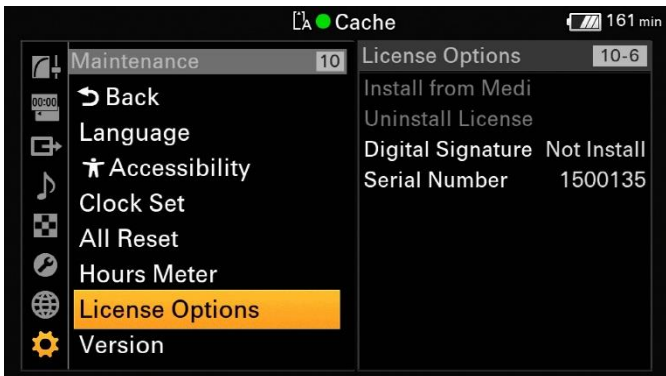 A Cache 161 min
Maintenance 10
Back
Language
Accessibility
Clock Set
All Reset
Hours Meter
License Options
Version
00:00
License Options 10-6
Install from Medi
Uninstall License
Digital Signature Not Install
Serial Number 1500135